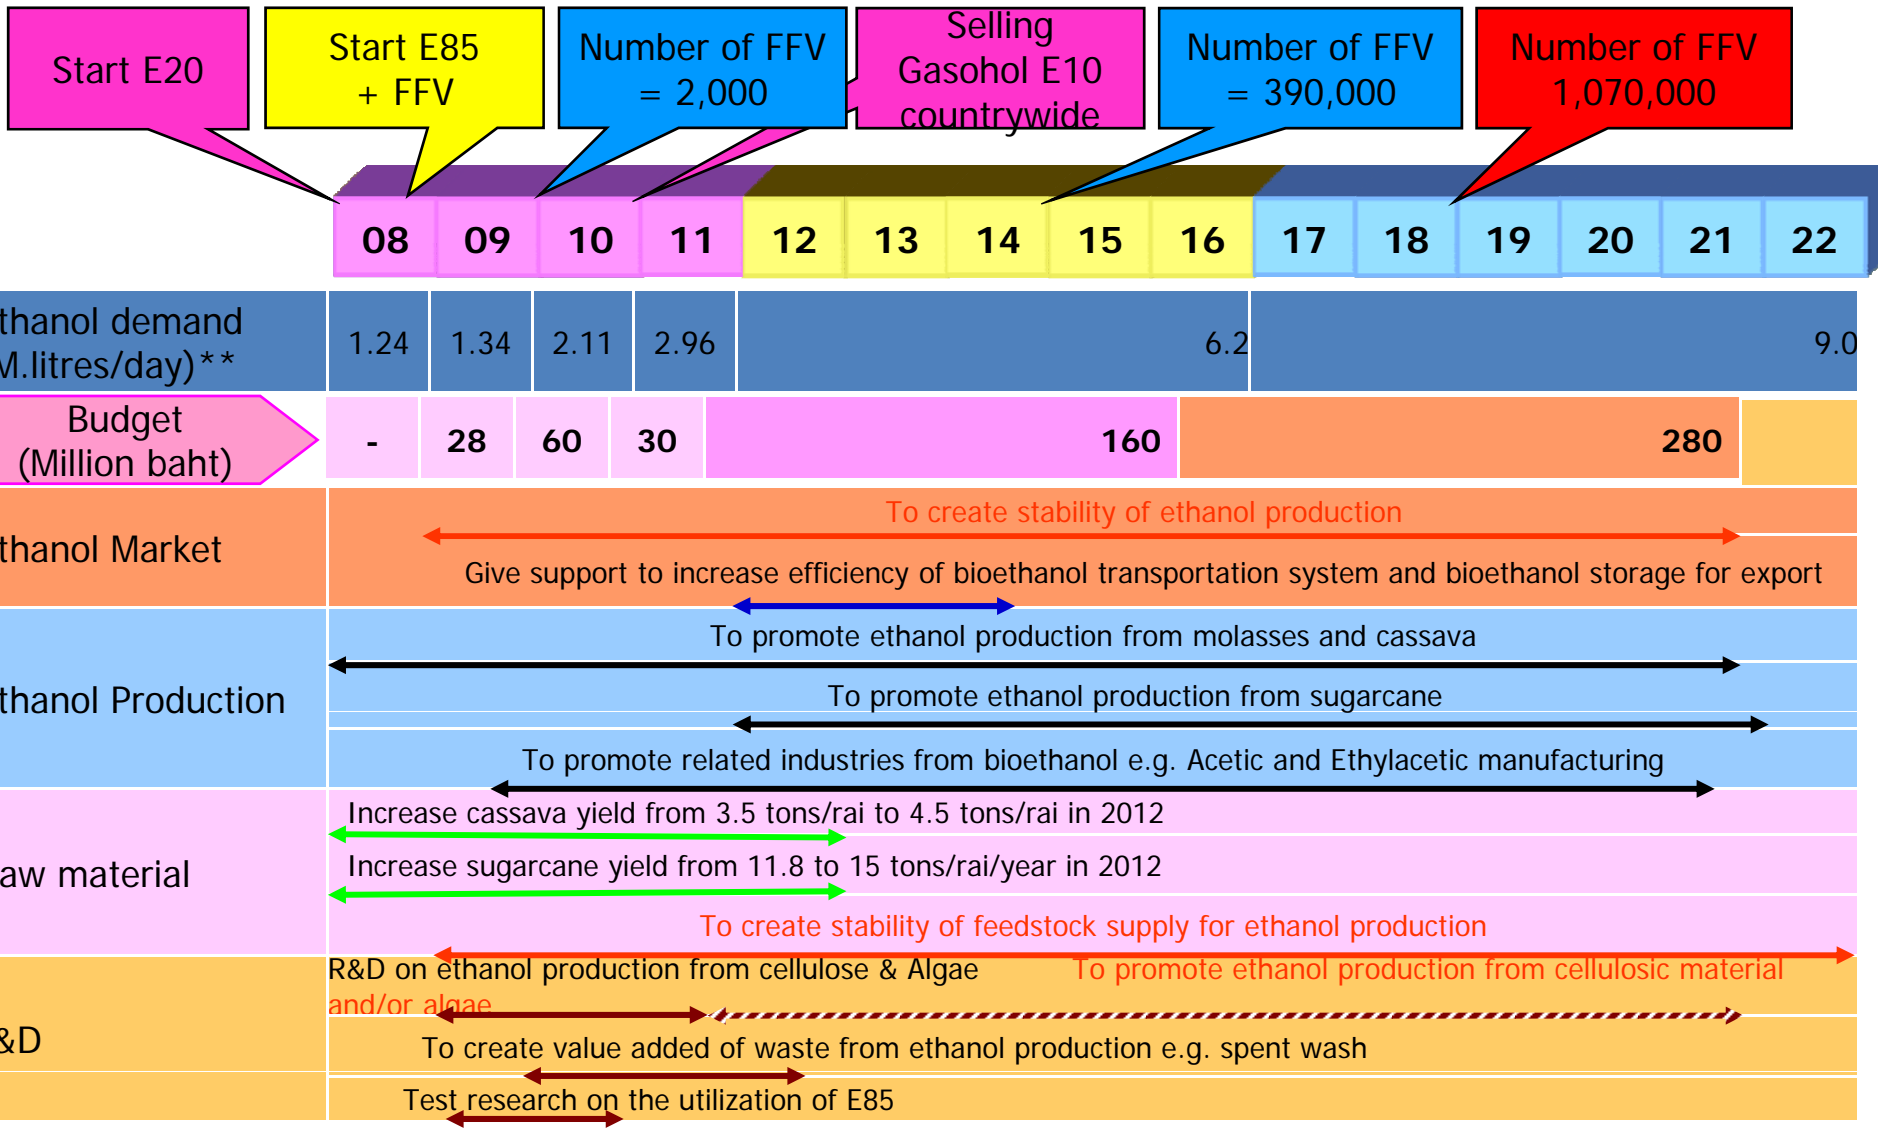 Start E20
Start E85
+ FFV
Number of FFV
= 2,000
Selling
Gasohol E10
countrywide
Number of FFV
= 390,000
Number of FFV
1,070,000
08 09 10 11 12 13 14 15 16 17 18 19 20 21 22
thanol demand
M.litres/day)**
1.24 1.34 2.11 2.96 6.2 9.0
Budget
(Million baht)
- 28 60 30 160 280
thanol Market
To create stability of ethanol production
Give support to increase efficiency of bioethanol transportation system and bioethanol storage for export
thanol Production
To promote ethanol production from molasses and cassava
To promote ethanol production from sugarcane
To promote related industries from bioethanol e.g. Acetic and Ethylacetic manufacturing
aw material
Increase cassava yield from 3.5 tons/rai to 4.5 tons/rai in 2012
Increase sugarcane yield from 11.8 to 15 tons/rai/year in 2012
To create stability of feedstock supply for ethanol production
&D
R&D on ethanol production from cellulose & Algae To promote ethanol production from cellulosic material
and/or algae
To create value added of waste from ethanol production e.g. spent wash
Test research on the utilization of E85